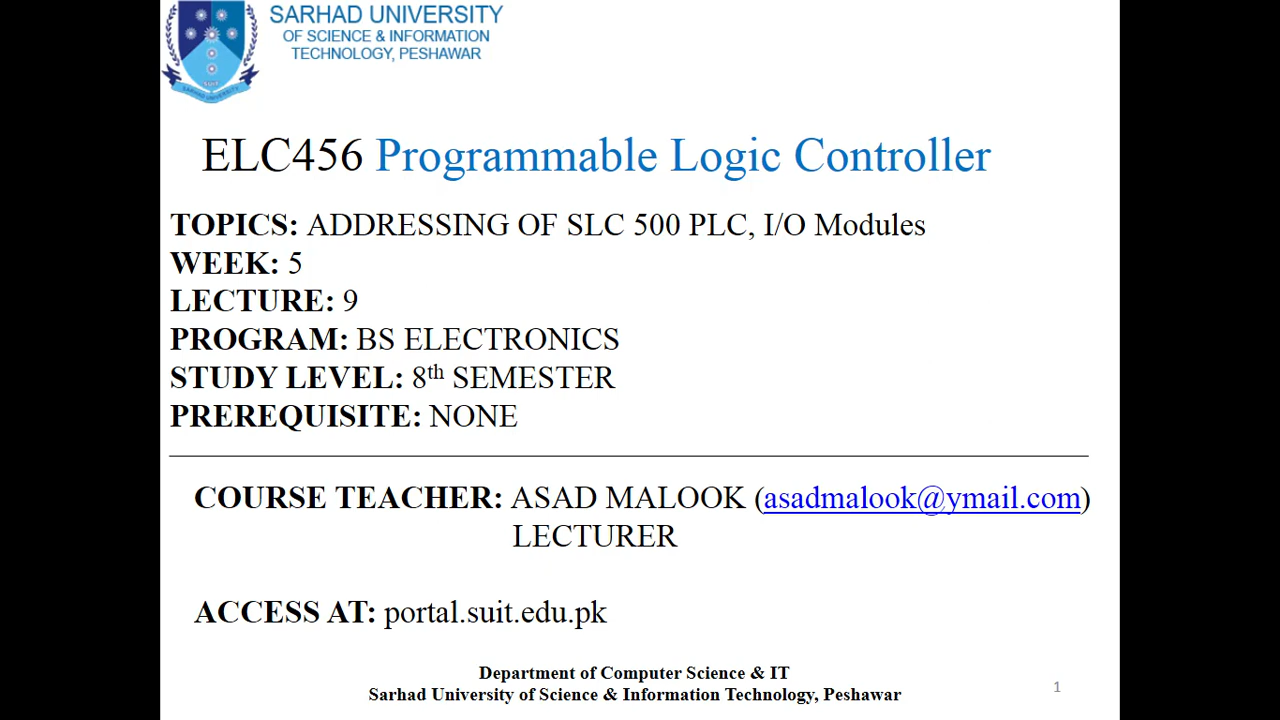 SARHAD UNIVERSITY
OF SCIENCE & INFORMATION
TECHNOLOGY, PESHAWAR
SUIT
SARHAD UNIVERSITY
ELC456 Programmable Logic Controller
TOPICS: ADDRESSING OF SLC 500 PLC, I/O Modules
WEEK: 5
LECTURE: 9
PROGRAM: BS ELECTRONICS
STUDY LEVEL: 8th SEMESTER
PREREQUISITE: NONE
COURSE TEACHER: ASAD MALOOK (asadmalook@ymail.com)
LECTURER
ACCESS AT: portal.suit.edu.pk
Department of Computer Science & IT
Sarhad University of Science & Information Technology, Peshawar
1